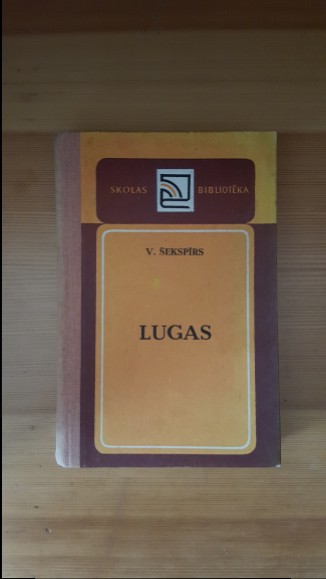 SKOLAS BIBLIOTĒKA
V. ŠEKSPĪRS
LUGAS